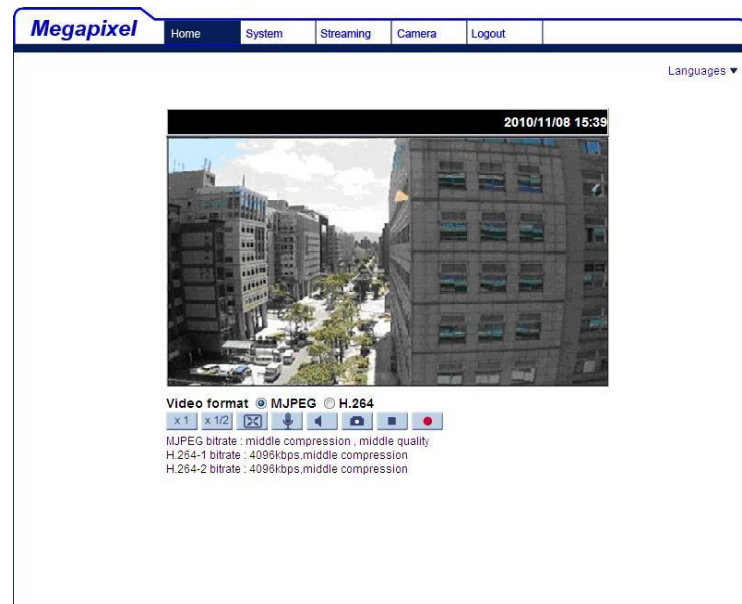 Megapixel
Home System Streaming Camera Logout
Languages ▼
2010/11/08 15:39
Video format MJPEG H.264
x 1 x 1/2
MJPEG bitrate : middle compression , middle quality
H.264-1 bitrate : 4096kbps,middle compression
H.264-2 bitrate : 4096kbps,middle compression